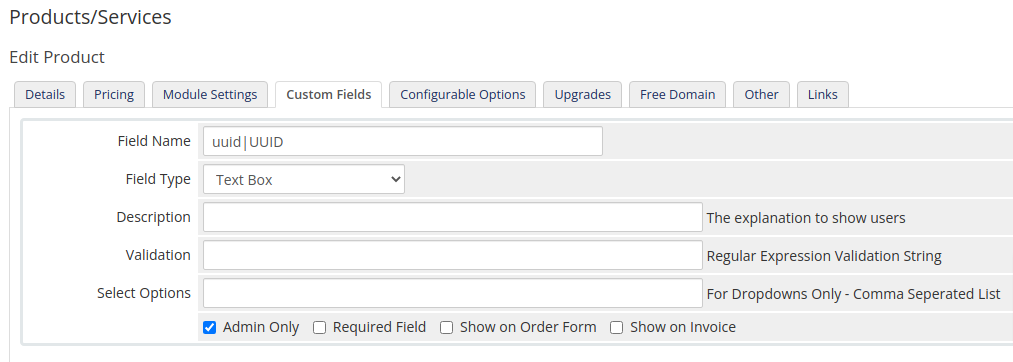 Products/Services
Edit Product
Details Pricing Module Settings Custom Fields Configurable Options Upgrades Free Domain Other Links
Field Name uuid|UUID
Field Type Text Box
Description The explanation to show users
Validation Regular Expression Validation String
Select Options For Dropdowns Only - Comma Seperated List
Admin Only Required Field Show on Order Form Show on Invoice